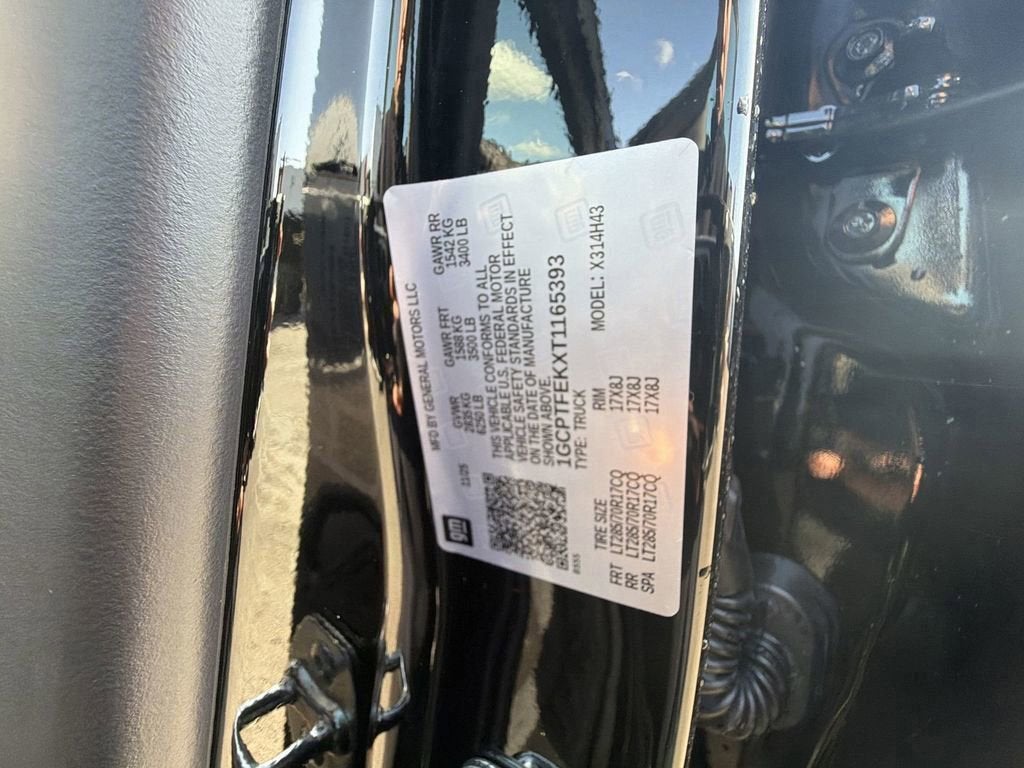 gm
MFD BY GENERAL MOTORS LLC
11/25
GVWR GAWR FRT GAWR RR
2835 KG 1588 KG 1542 KG
6250 LB 3500 LB 3400 LB
THIS VEHICLE CONFORMS TO ALL
APPLICABLE U.S. FEDERAL MOTOR
VEHICLE SAFETY STANDARDS IN EFFECT
ON THE DATE OF MANUFACTURE
SHOWN ABOVE.
1GCPTFEKXT1165393
TYPE: TRUCK MODEL: X314H43
TIRE SIZE RIM
FRT LT285/70R17CQ 17X8J
RR LT285/70R17CQ 17X8J
SPA LT285/70R17CQ 17X8J